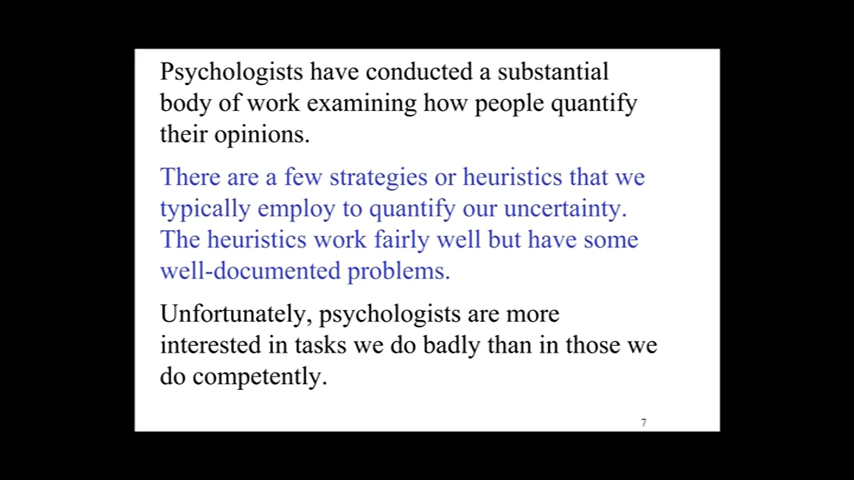 Psychologists have conducted a substantial
body of work examining how people quantify
their opinions.
There are a few strategies or heuristics that we
typically employ to quantify our uncertainty.
The heuristics work fairly well but have some
well-documented problems.
Unfortunately, psychologists are more
interested in tasks we do badly than in those we
do competently.
7